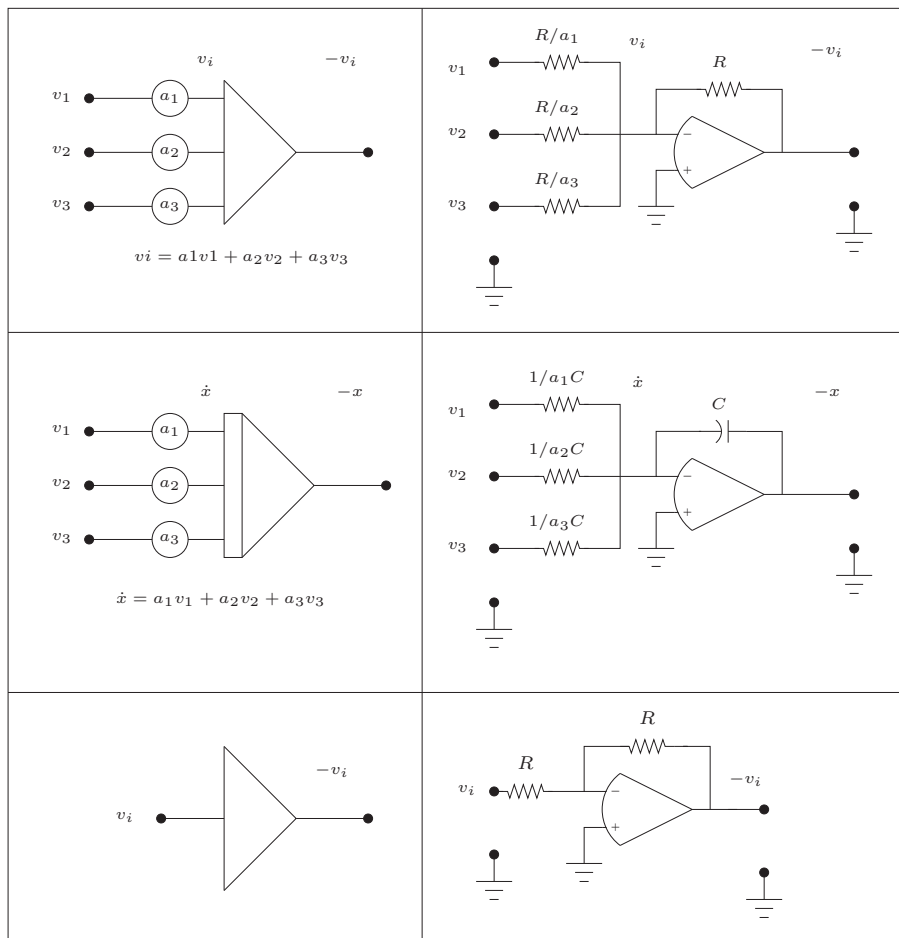 v_i −v_i
v_1 a_1
v_2 a_2
v_3 a_3
vi = a1v1 + a_2v_2 + a_3v_3
R/a_1 v_i −v_i
v_1 R
R/a_2
v_2 −
R/a_3 +
v_3
ẋ −x
v_1 a_1
v_2 a_2
v_3 a_3
ẋ = a_1v_1 + a_2v_2 + a_3v_3
1/a_1C ẋ −x
v_1 C
1/a_2C
v_2 −
1/a_3C +
v_3
−v_i
v_i
R
R −v_i
v_i −
+